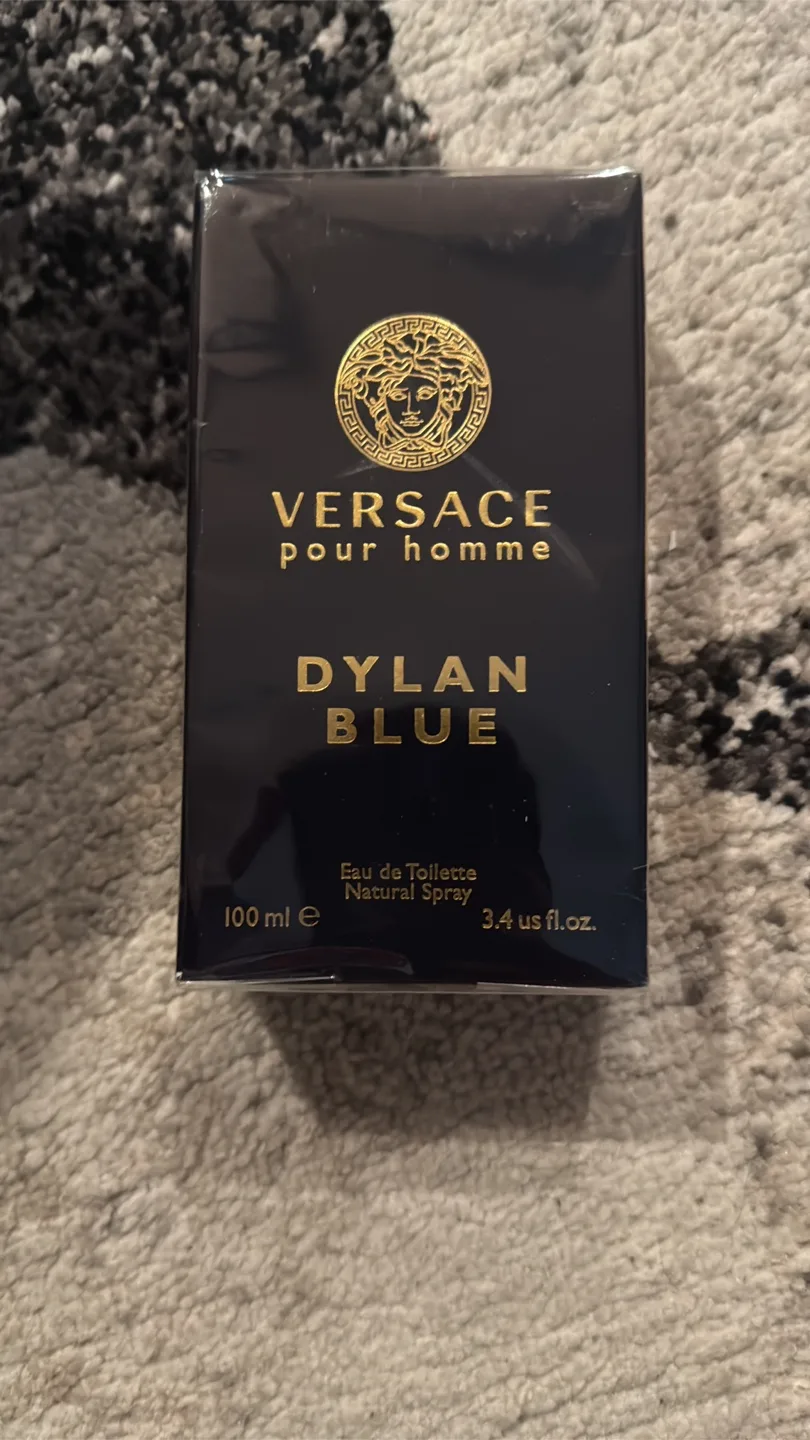 VERSACE
pour homme
DYLAN
BLUE
Eau de Toilette
Natural Spray
100 ml ℮
3.4 us fl.oz.